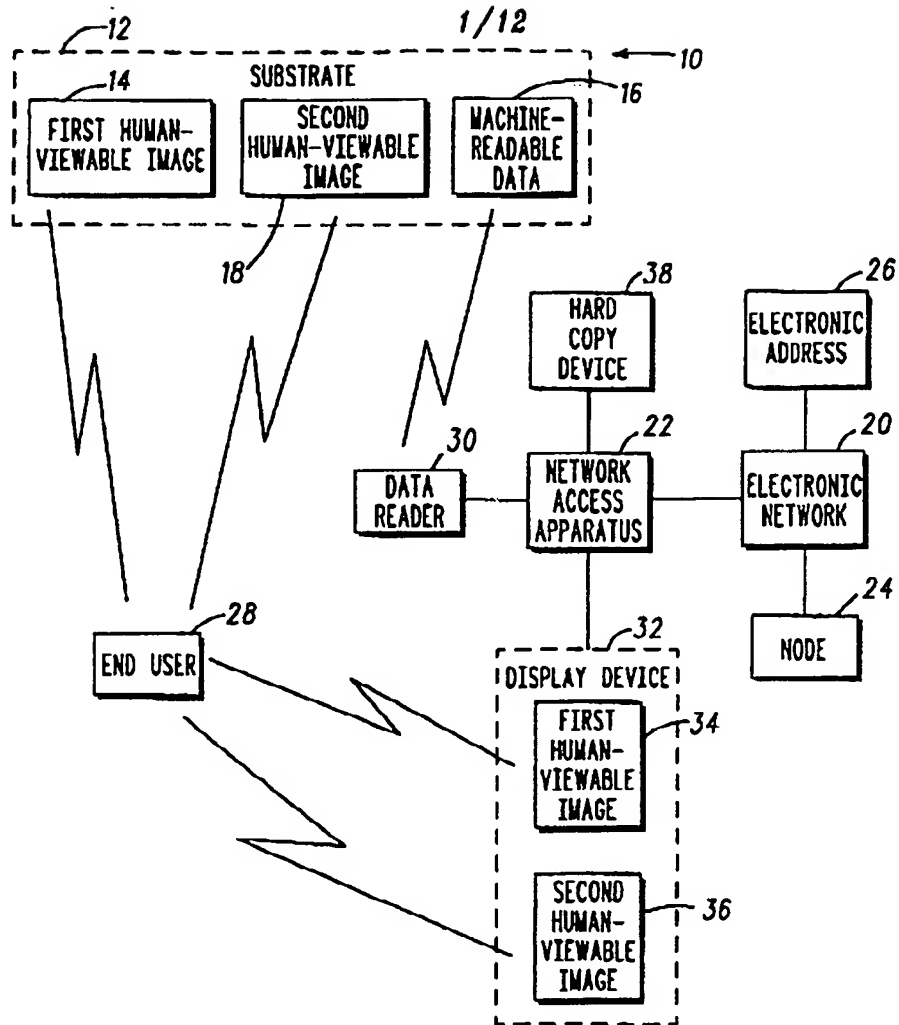 1/12
12
10
SUBSTRATE
14
16
FIRST HUMAN-
VIEWABLE IMAGE
SECOND
HUMAN-VIEWABLE
IMAGE
MACHINE-
READABLE
DATA
18
38
26
HARD
COPY
DEVICE
ELECTRONIC
ADDRESS
30
22
20
DATA
READER
NETWORK
ACCESS
APPARATUS
ELECTRONIC
NETWORK
28
24
END USER
NODE
32
DISPLAY DEVICE
FIRST
HUMAN-
VIEWABLE
IMAGE
34
SECOND
HUMAN-
VIEWABLE
IMAGE
36